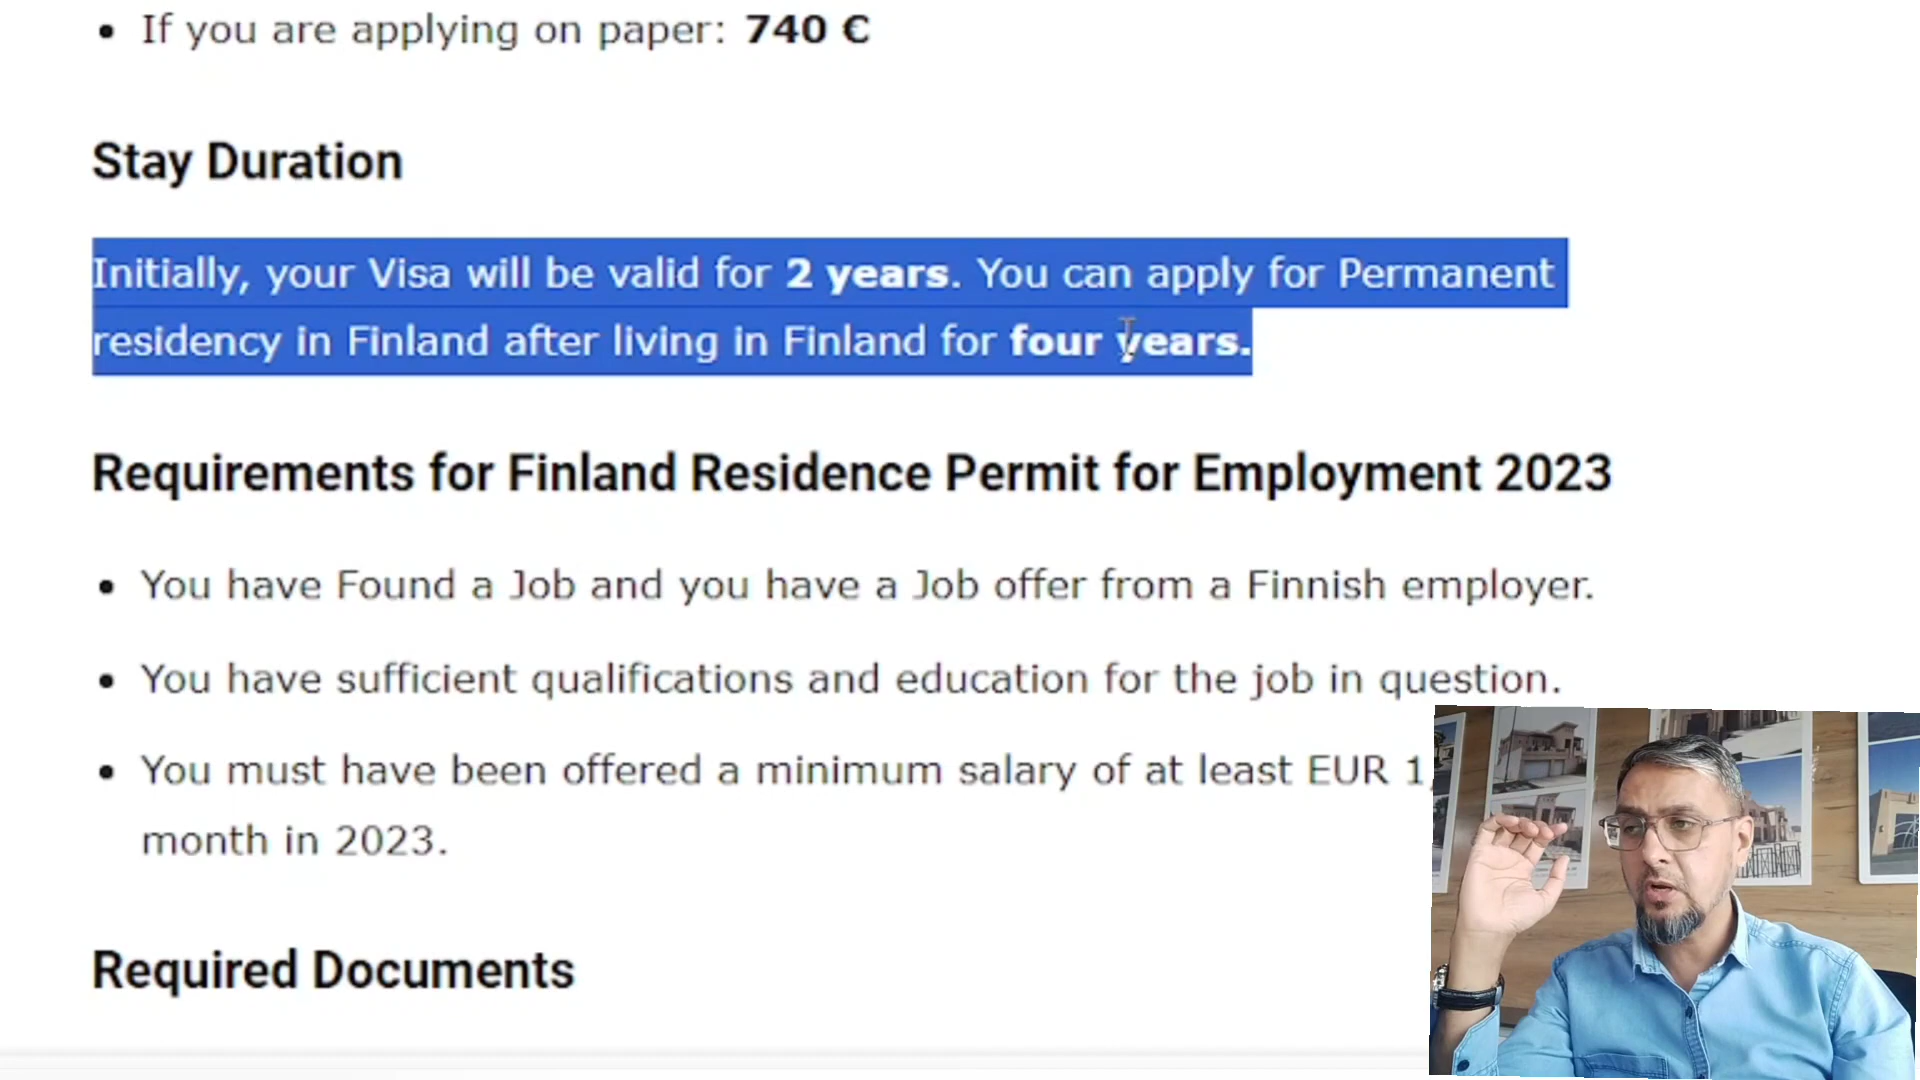 If you are applying on paper: 740 €
Stay Duration
Initially, your Visa will be valid for 2 years. You can apply for Permanent
residency in Finland after living in Finland for four years.
Requirements for Finland Residence Permit for Employment 2023
You have Found a Job and you have a Job offer from a Finnish employer.
You have sufficient qualifications and education for the job in question.
You must have been offered a minimum salary of at least EUR 1
month in 2023.
Required Documents